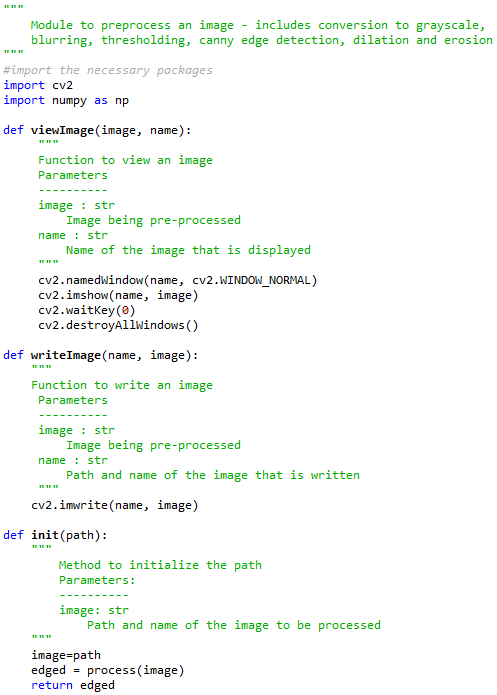 """
    Module to preprocess an image - includes conversion to grayscale,
    blurring, thresholding, canny edge detection, dilation and erosion
"""
#import the necessary packages
import cv2
import numpy as np

def viewImage(image, name):
     """
     Function to view an image
     Parameters
     ----------
     image : str
         Image being pre-processed
     name : str
         Name of the image that is displayed
     """
     cv2.namedWindow(name, cv2.WINDOW_NORMAL)
     cv2.imshow(name, image)
     cv2.waitKey(0)
     cv2.destroyAllWindows()

def writeImage(name, image):
    """
    Function to write an image
     Parameters
     ----------
     image : str
         Image being pre-processed
     name : str
         Path and name of the image that is written
     """
    cv2.imwrite(name, image)

def init(path):
    """
        Method to initialize the path
        Parameters:
        ----------
        image: str
            Path and name of the image to be processed
    """
    image=path
    edged = process(image)
    return edged